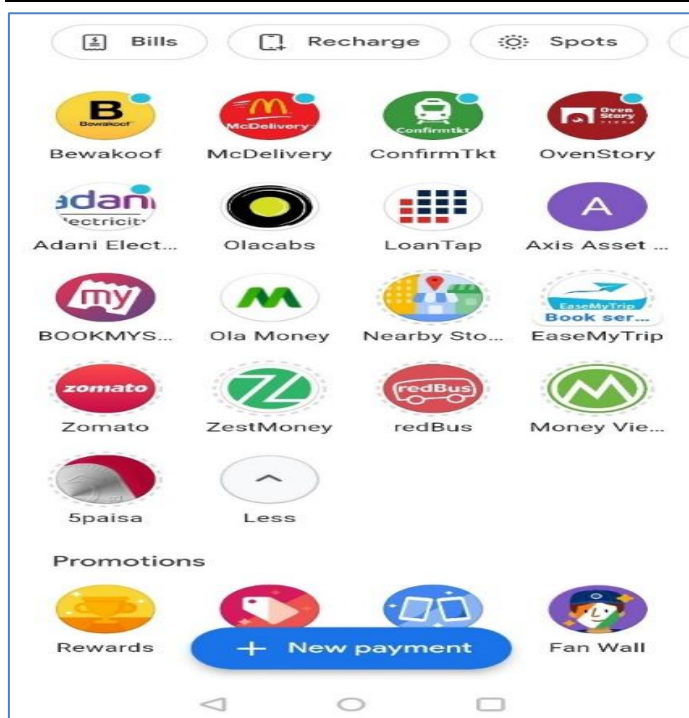 Bills Recharge Spots
B
Bewakoof
McDelivery
Confirmtkt
Oven
Story
PIZZA
Bewakoof McDelivery ConfirmTkt OvenStory
adani
lectricity
A
Adani Elect... Olacabs LoanTap Axis Asset ...
my
EaseMyTrip
Book ser...
BOOKMYS... Ola Money Nearby Sto... EaseMyTrip
zomato
redBus
Zomato ZestMoney redBus Money Vie...
5paisa Less
Promotions
+ New payment
Rewards Fan Wall